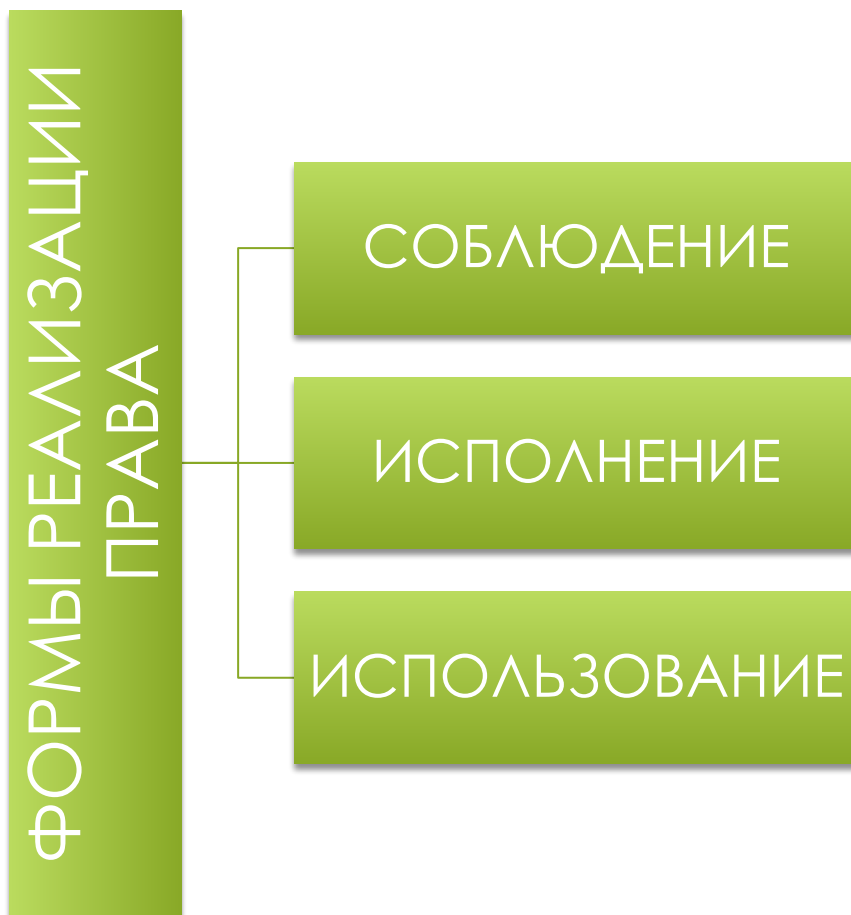 ФОРМЫ РЕАЛИЗАЦИИ
ПРАВА
СОБЛЮДЕНИЕ
ИСПОЛНЕНИЕ
ИСПОЛЬЗОВАНИЕ